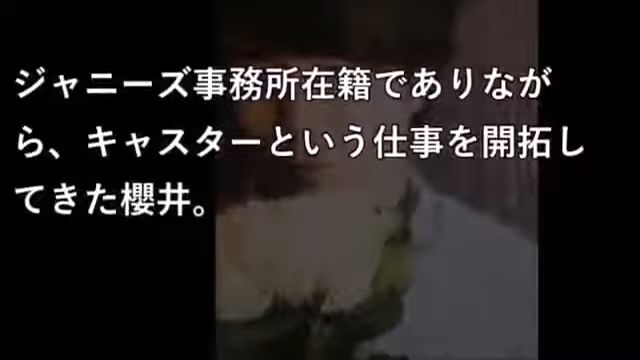 ジャニーズ事務所在籍でありなが
ら、キャスターという仕事を開拓し
てきた櫻井。